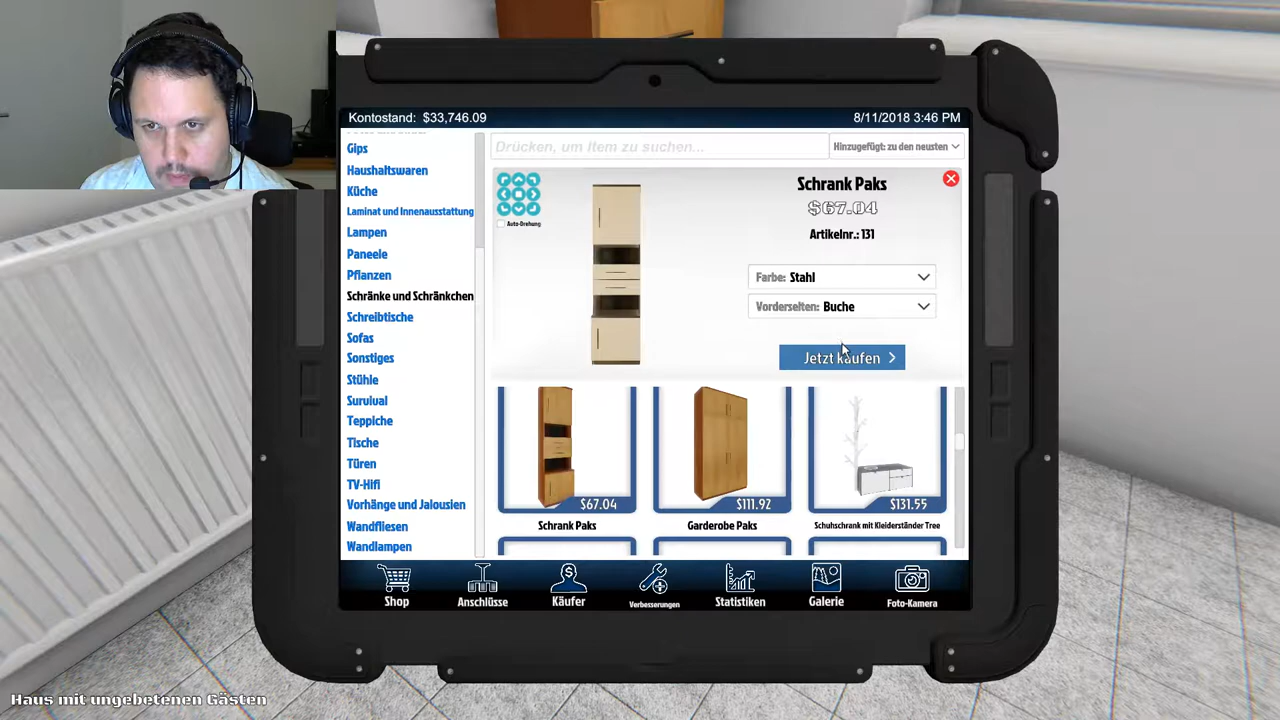 Kontostand: $33,746.09
8/11/2018 3:46 PM
Gips
Haushaltswaren
Küche
Laminat und Innenausstattung
Lampen
Paneele
Pflanzen
Schränke und Schränkchen
Schreibtische
Sofas
Sonstiges
Stühle
Survival
Teppiche
Tische
Türen
TV-Hifi
Vorhänge und Jalousien
Wandfliesen
Wandlampen
Drücken, um Item zu suchen...
Hinzugefügt: zu den neusten
Auto-Drehung
Schrank Paks
$67.04
Artikelnr.: 131
Farbe: Stahl
Vorderseiten: Buche
Jetzt kaufen
$67.04
$111.92
$131.55
Schrank Paks
Garderobe Paks
Schuhschrank mit Kleiderständer Tree
Shop
Anschlüsse
Käufer
Verbesserungen
Statistiken
Galerie
Foto-Kamera
Haus mit ungebetenen Gästen